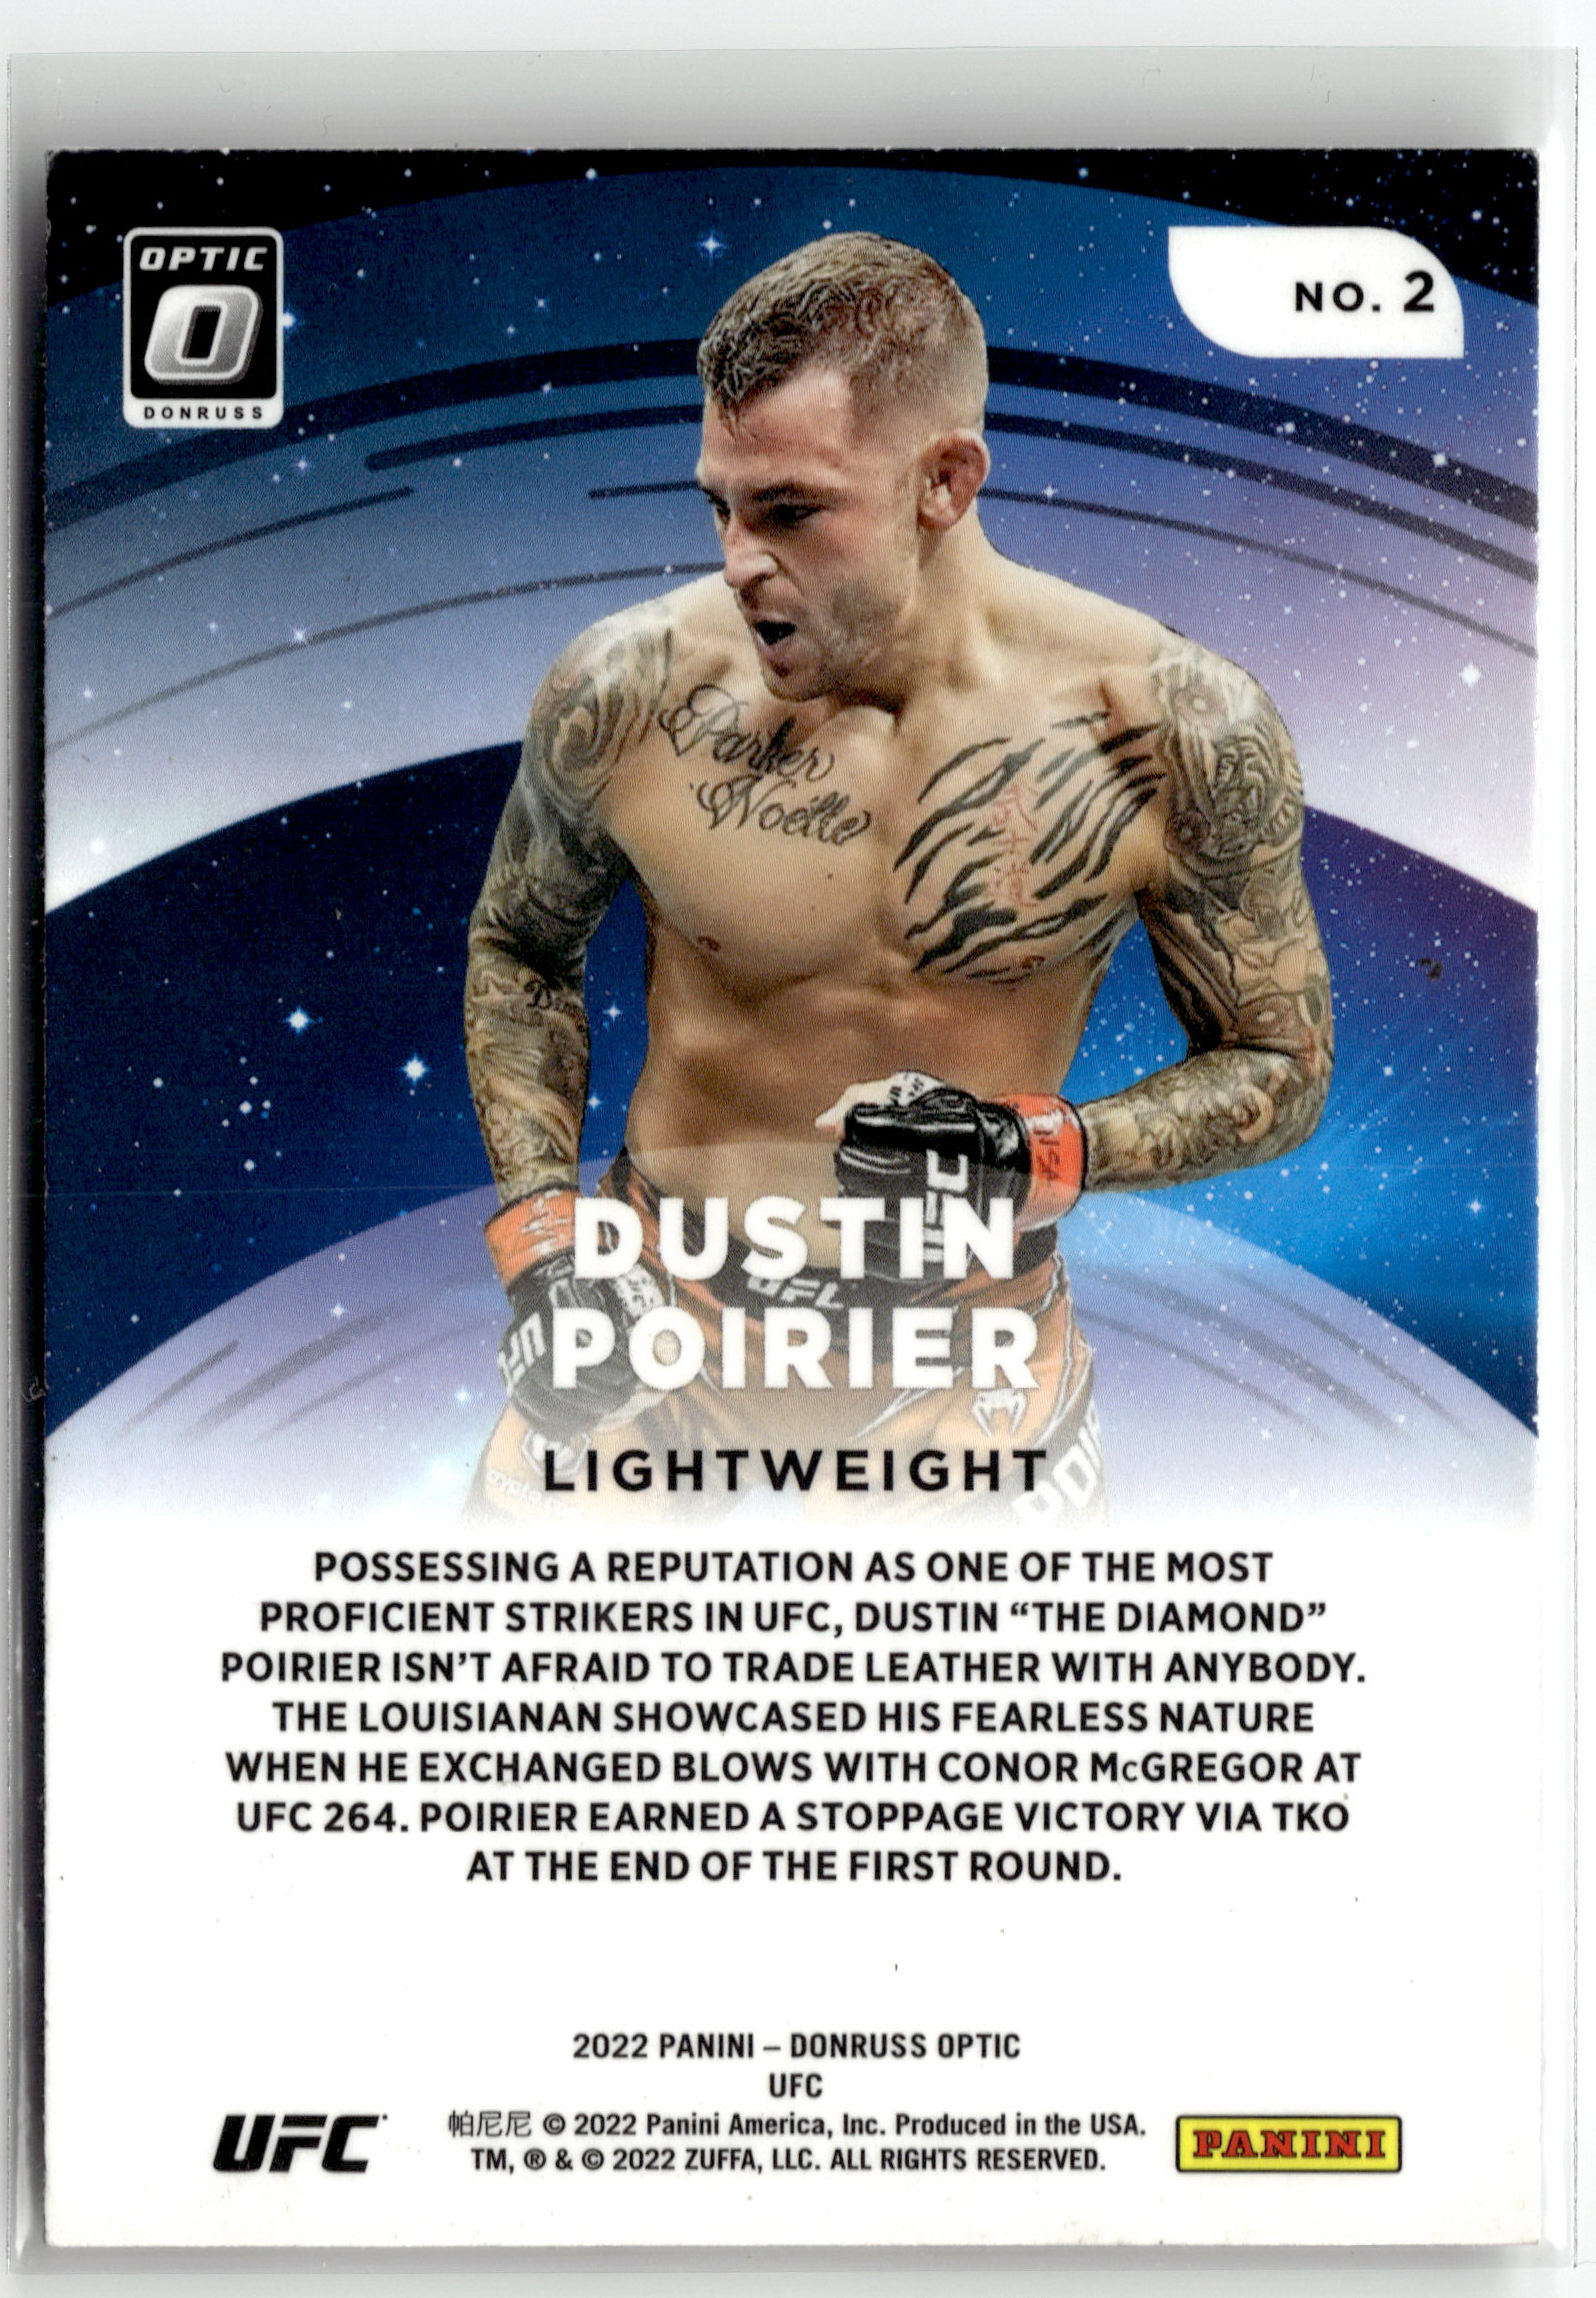 OPTIC
DONRUSS
NO. 2
Parker
Noelle
UFC
DUSTIN
UFC
POIRIER
LIGHTWEIGHT
POSSESSING A REPUTATION AS ONE OF THE MOST
PROFICIENT STRIKERS IN UFC, DUSTIN “THE DIAMOND”
POIRIER ISN’T AFRAID TO TRADE LEATHER WITH ANYBODY.
THE LOUISIANAN SHOWCASED HIS FEARLESS NATURE
WHEN HE EXCHANGED BLOWS WITH CONOR McGREGOR AT
UFC 264. POIRIER EARNED A STOPPAGE VICTORY VIA TKO
AT THE END OF THE FIRST ROUND.
2022 PANINI – DONRUSS OPTIC
UFC
UFC
帕尼尼 © 2022 Panini America, Inc. Produced in the USA.
TM, ® & © 2022 ZUFFA, LLC. ALL RIGHTS RESERVED.
PANINI